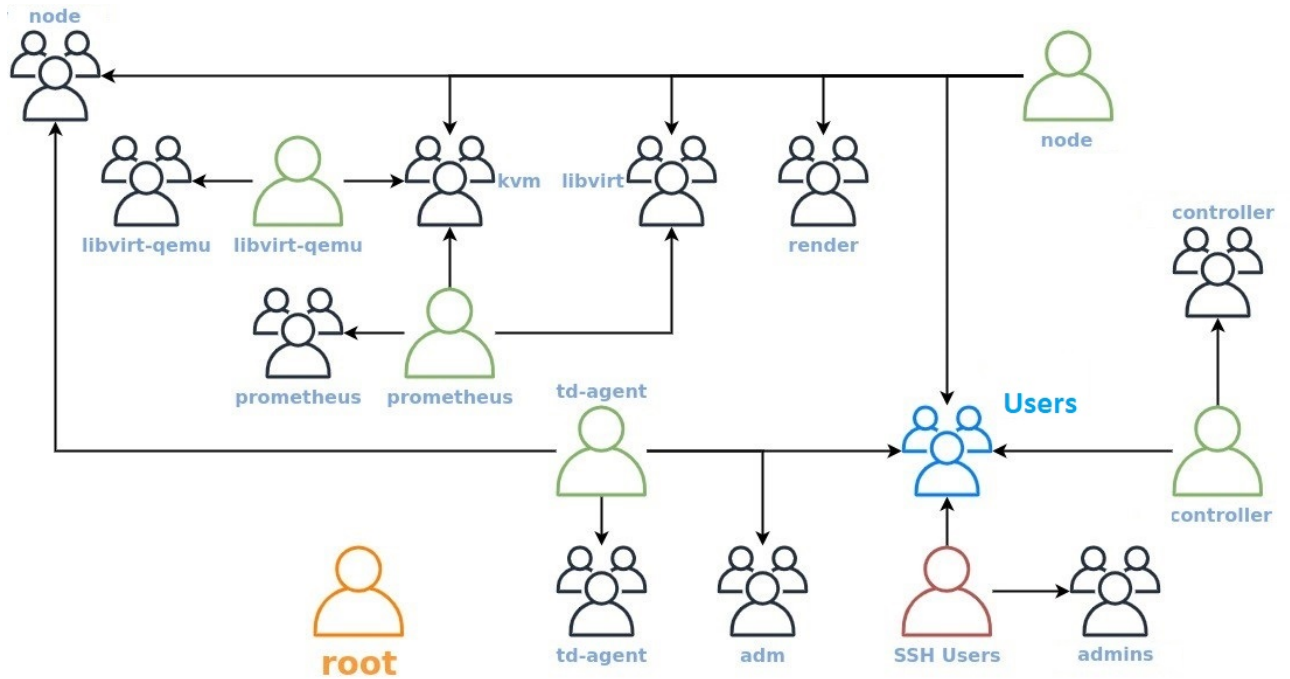 node
node
kvm
libvirt
libvirt-qemu
libvirt-qemu
render
controller
prometheus
prometheus
td-agent
Users
controller
root
td-agent
adm
SSH Users
admins